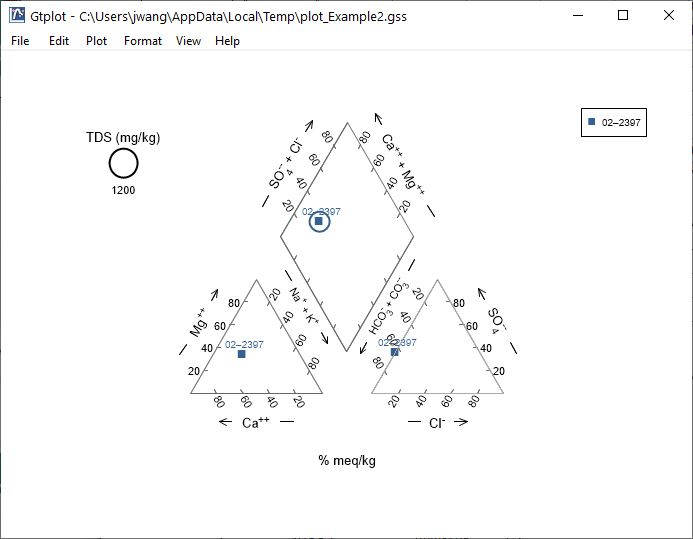 Gtplot - C:\Users\jwang\AppData\Local\Temp\plot_Example2.gss
File Edit Plot Format View Help
02–2397
TDS (mg/kg)
1200
SO₄⁻⁻ + Cl⁻
Ca⁺⁺ + Mg⁺⁺
80 80
60 60
40 40
20 20
02–2397
Na⁺ + K⁺
HCO₃⁻ + CO₃⁻⁻
Mg⁺⁺
SO₄⁻⁻
80 20 20 80
60 40 40 60
40 60 60 40
20 80 80 20
02–2397
02–2397
80 60 40 20
20 40 60 80
Ca⁺⁺
Cl⁻
% meq/kg